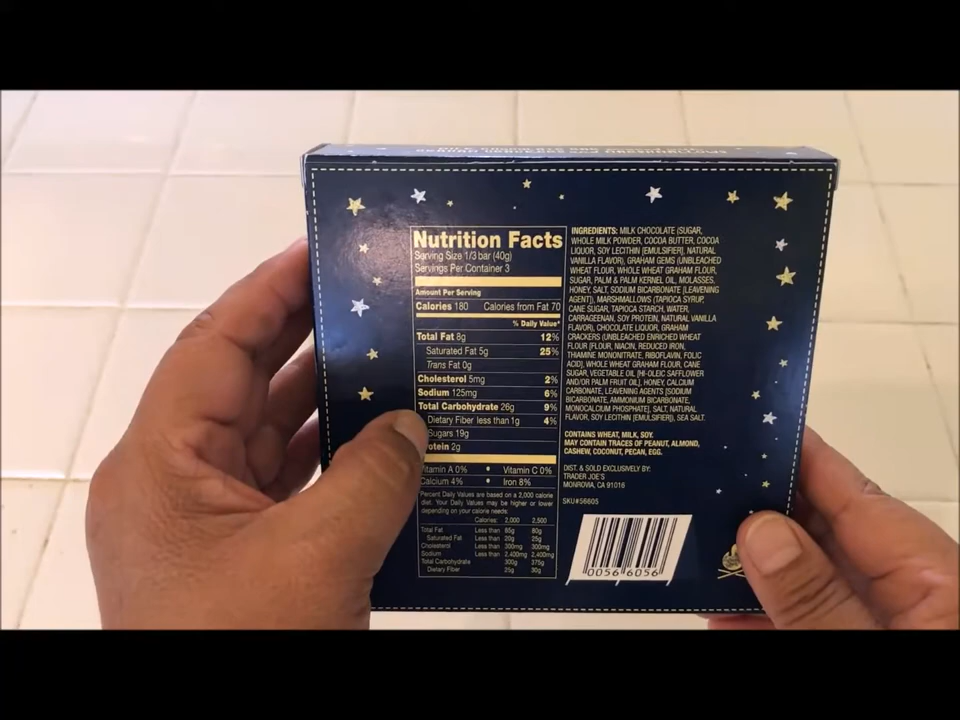 Nutrition Facts
Serving Size 1/3 bar (40g)
Servings Per Container 3
Amount Per Serving
Calories 180 Calories from Fat 70
% Daily Value*
Total Fat 8g 12%
Saturated Fat 5g 25%
Trans Fat 0g
Cholesterol 5mg 2%
Sodium 125mg 6%
Total Carbohydrate 26g 9%
Dietary Fiber less than 1g 4%
Sugars 19g
otein 2g
itamin A 0% • Vitamin C 0%
Calcium 4% • Iron 8%
Percent Daily Values are based on a 2,000 calorie
diet. Your Daily Values may be higher or lower
depending on your calorie needs:
Calories: 2,000 2,500
Total Fat Less than 65g 80g
Saturated Fat Less than 20g 25g
Cholesterol Less than 300mg 300mg
Sodium Less than 2,400mg 2,400mg
Total Carbohydrate 300g 375g
Dietary Fiber 25g 30g
INGREDIENTS: MILK CHOCOLATE (SUGAR,
WHOLE MILK POWDER, COCOA BUTTER, COCOA
LIQUOR, SOY LECITHIN [EMULSIFIER], NATURAL
VANILLA FLAVOR), GRAHAM GEMS (UNBLEACHED
WHEAT FLOUR, WHOLE WHEAT GRAHAM FLOUR,
SUGAR, PALM & PALM KERNEL OIL, MOLASSES,
HONEY, SALT, SODIUM BICARBONATE [LEAVENING
AGENT]), MARSHMALLOWS (TAPIOCA SYRUP,
CANE SUGAR, TAPIOCA STARCH, WATER,
CARRAGEENAN, SOY PROTEIN, NATURAL VANILLA
FLAVOR), CHOCOLATE LIQUOR, GRAHAM
CRACKERS (UNBLEACHED ENRICHED WHEAT
FLOUR [FLOUR, NIACIN, REDUCED IRON,
THIAMINE MONONITRATE, RIBOFLAVIN, FOLIC
ACID], WHOLE WHEAT GRAHAM FLOUR, CANE
SUGAR, VEGETABLE OIL [HI-OLEIC SAFFLOWER
AND/OR PALM FRUIT OIL], HONEY, CALCIUM
CARBONATE, LEAVENING AGENTS [SODIUM
BICARBONATE, AMMONIUM BICARBONATE,
MONOCALCIUM PHOSPHATE], SALT, NATURAL
FLAVOR, SOY LECITHIN [EMULSIFIER]), SEA SALT.
CONTAINS WHEAT, MILK, SOY.
MAY CONTAIN TRACES OF PEANUT, ALMOND,
CASHEW, COCONUT, PECAN, EGG.
DIST. & SOLD EXCLUSIVELY BY:
TRADER JOE'S
MONROVIA, CA 91016
SKU#56605
0056 6056